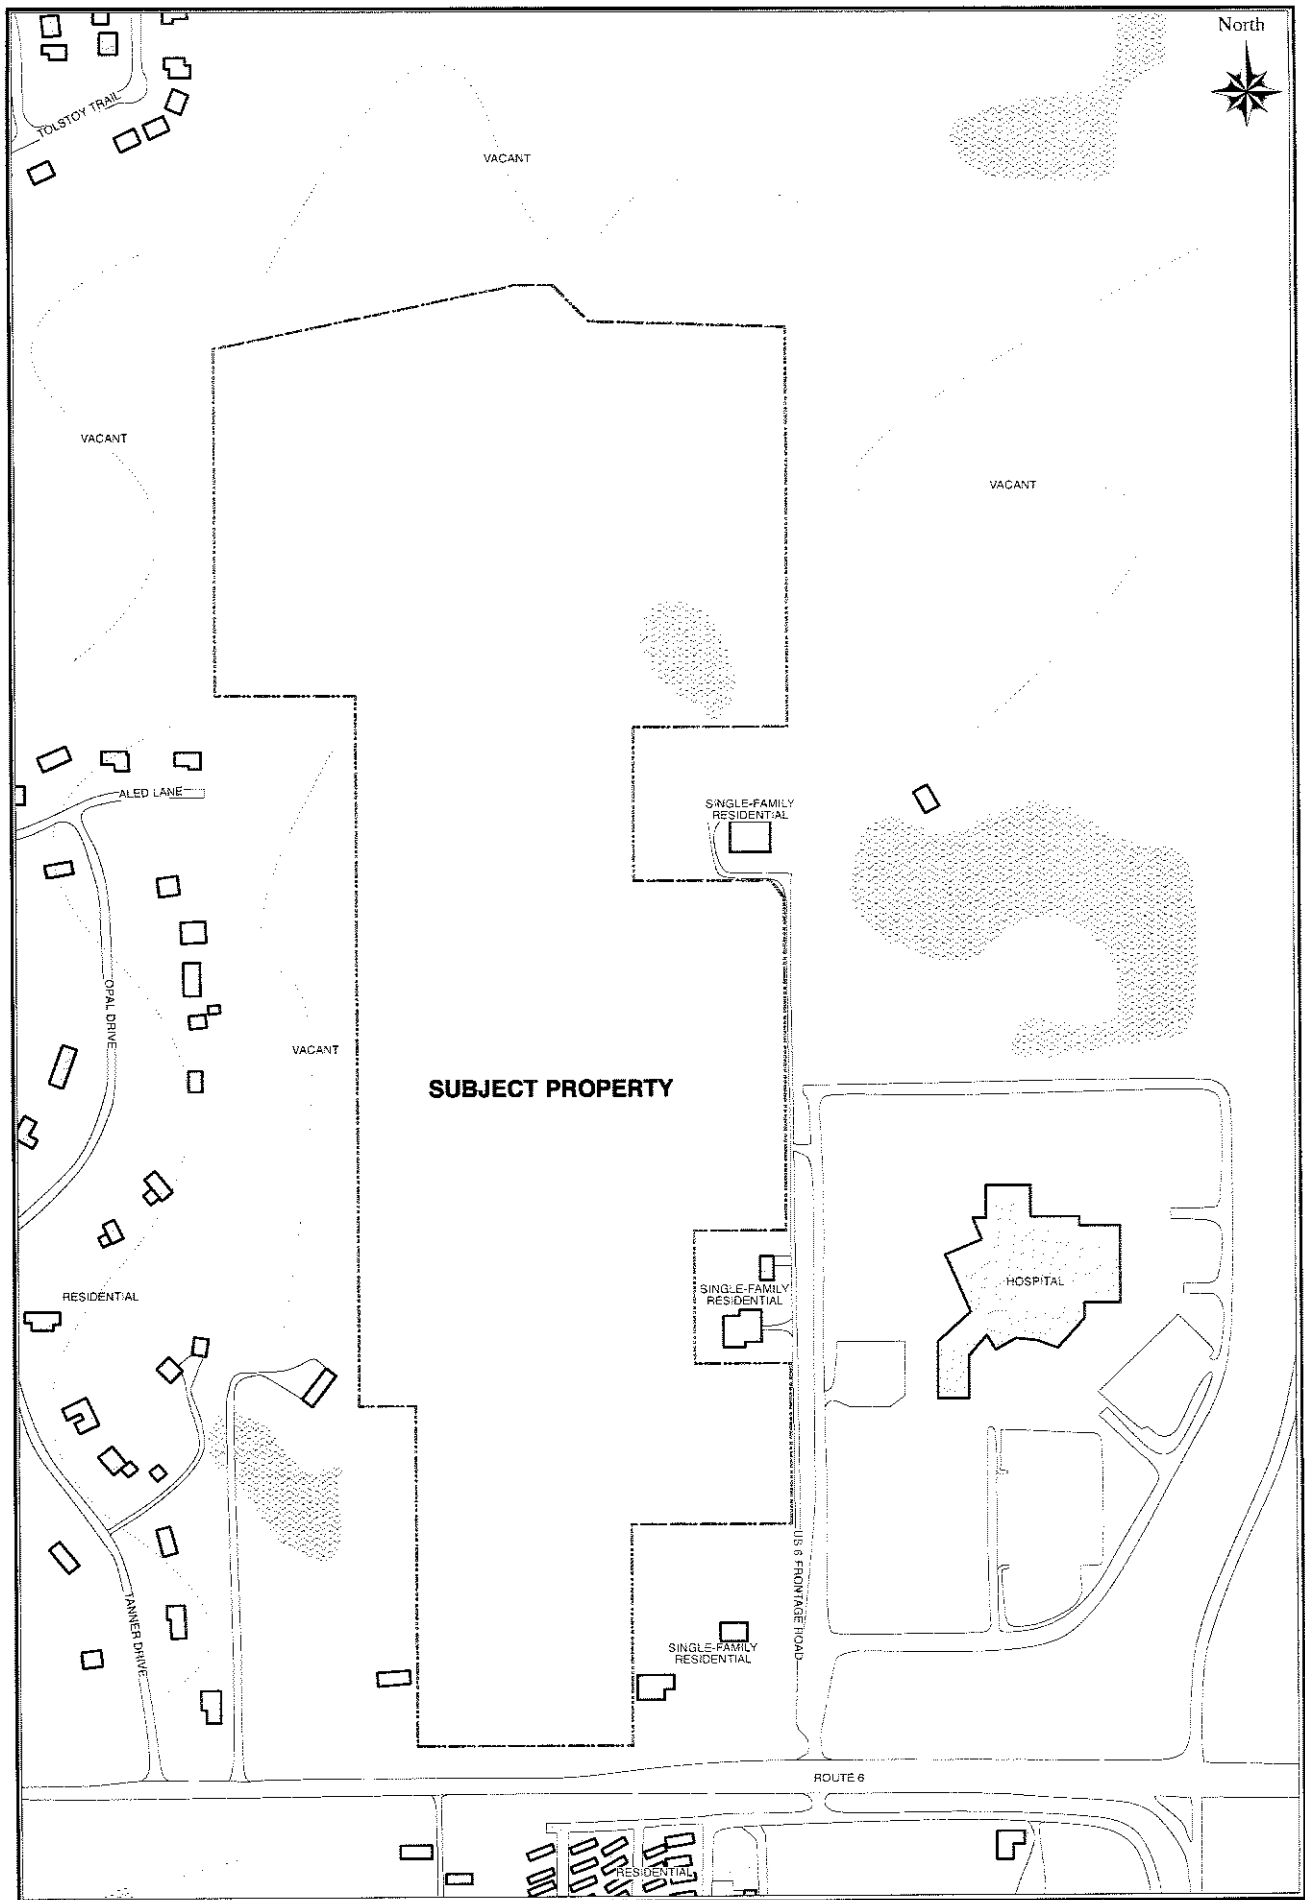 North
TOLSTOY TRAIL
VACANT
VACANT
VACANT
ALED LANE
SINGLE-FAMILY
RESIDENTIAL
OPAL DRIVE
VACANT
SUBJECT PROPERTY
HOSPITAL
SINGLE-FAMILY
RESIDENTIAL
RESIDENTIAL
US 6 FRONTAGE ROAD
TANNER DRIVE
SINGLE-FAMILY
RESIDENTIAL
ROUTE 6
RESIDENTIAL